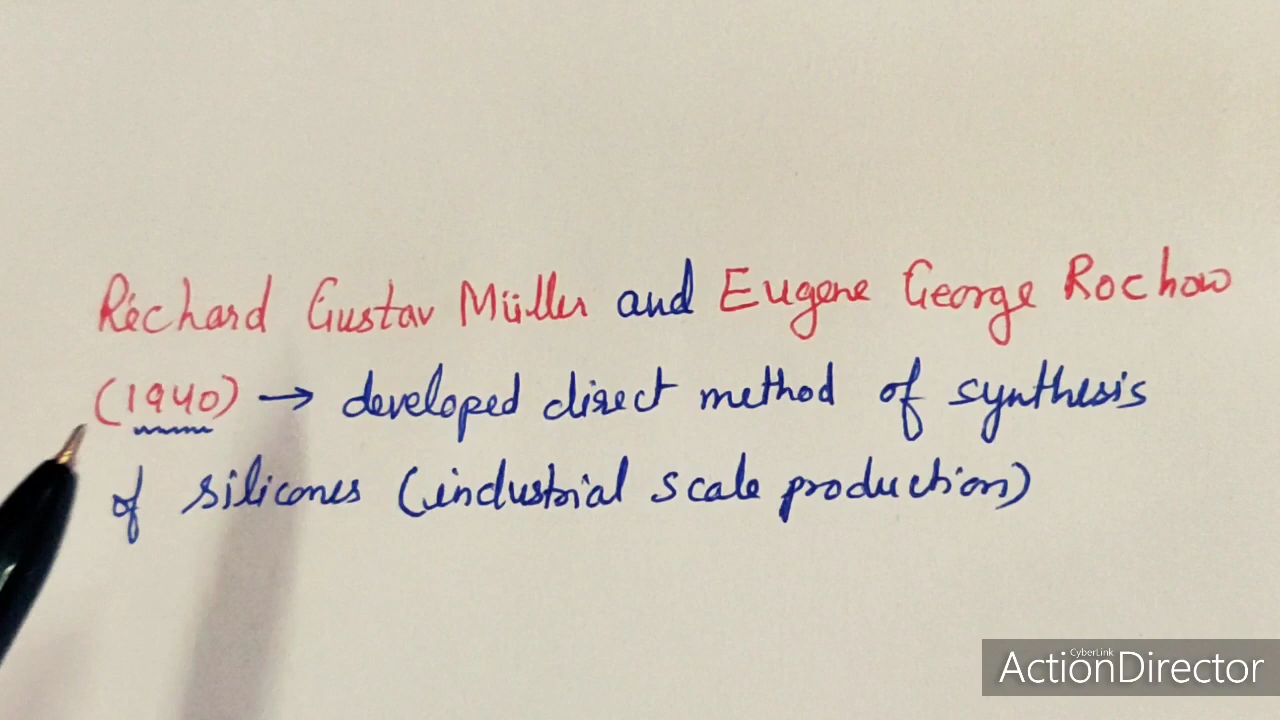 Richard Gustav Müller and Eugene George Rochow
(1940) → developed direct method of synthesis
of silicones (industrial scale production)
CyberLink
ActionDirector